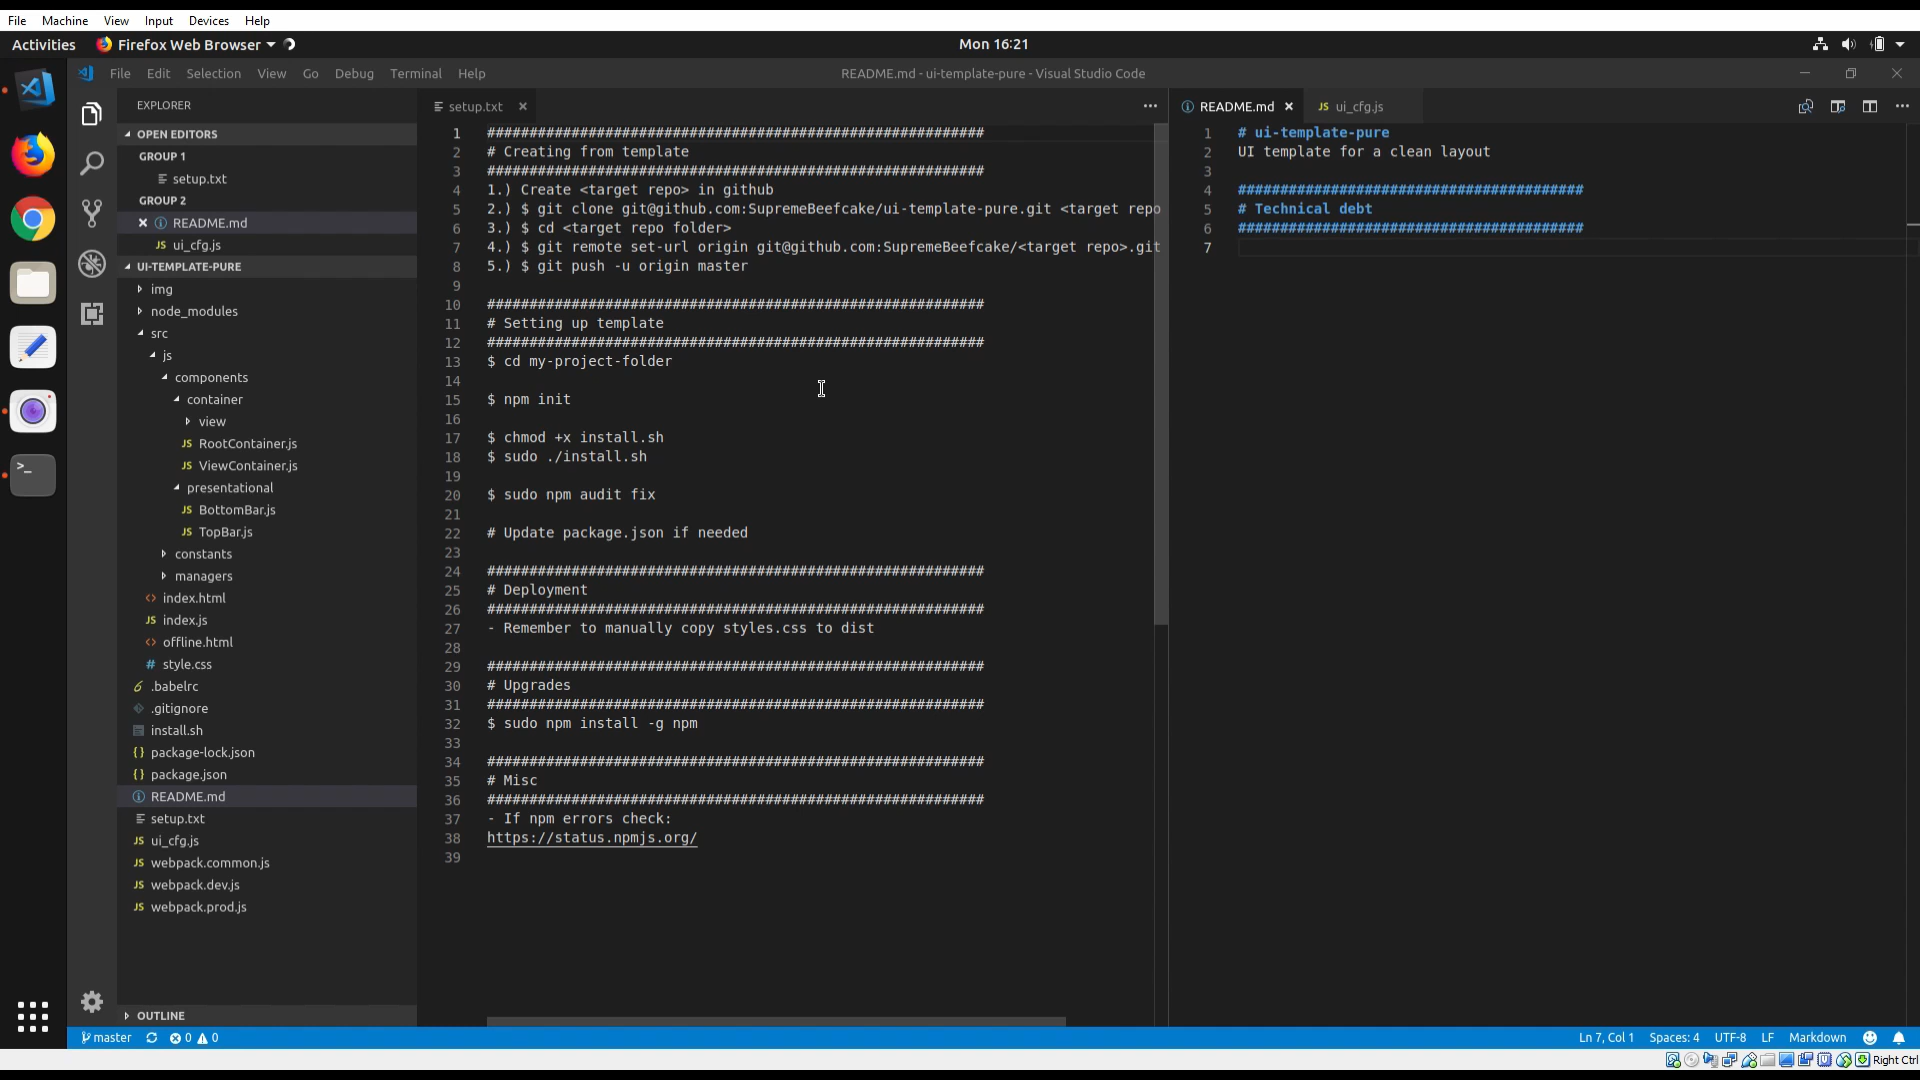 File Machine View Input Devices Help
Activities Firefox Web Browser Mon 16:21
File Edit Selection View Go Debug Terminal Help README.md - ui-template-pure - Visual Studio Code
EXPLORER
OPEN EDITORS
GROUP 1
setup.txt
GROUP 2
README.md
JS ui_cfg.js
UI-TEMPLATE-PURE
img
node_modules
src
js
components
container
view
JS RootContainer.js
JS ViewContainer.js
presentational
JS BottomBar.js
JS TopBar.js
constants
managers
<> index.html
JS index.js
<> offline.html
# style.css
.babelrc
.gitignore
install.sh
{} package-lock.json
{} package.json
README.md
setup.txt
JS ui_cfg.js
JS webpack.common.js
JS webpack.dev.js
JS webpack.prod.js
OUTLINE
setup.txt
1 ###########################################################
2 # Creating from template
3 ###########################################################
4 1.) Create <target repo> in github
5 2.) $ git clone git@github.com:SupremeBeefcake/ui-template-pure.git <target repo
6 3.) $ cd <target repo folder>
7 4.) $ git remote set-url origin git@github.com:SupremeBeefcake/<target repo>.git
8 5.) $ git push -u origin master
9
10 ###########################################################
11 # Setting up template
12 ###########################################################
13 $ cd my-project-folder
14
15 $ npm init
16
17 $ chmod +x install.sh
18 $ sudo ./install.sh
19
20 $ sudo npm audit fix
21
22 # Update package.json if needed
23
24 ###########################################################
25 # Deployment
26 ###########################################################
27 - Remember to manually copy styles.css to dist
28
29 ###########################################################
30 # Upgrades
31 ###########################################################
32 $ sudo npm install -g npm
33
34 ###########################################################
35 # Misc
36 ###########################################################
37 - If npm errors check:
38 https://status.npmjs.org/
39
README.md JS ui_cfg.js
1 # ui-template-pure
2 UI template for a clean layout
3
4 #########################################
5 # Technical debt
6 #########################################
7
master 0 0 Ln 7, Col 1 Spaces: 4 UTF-8 LF Markdown
Right Ctrl